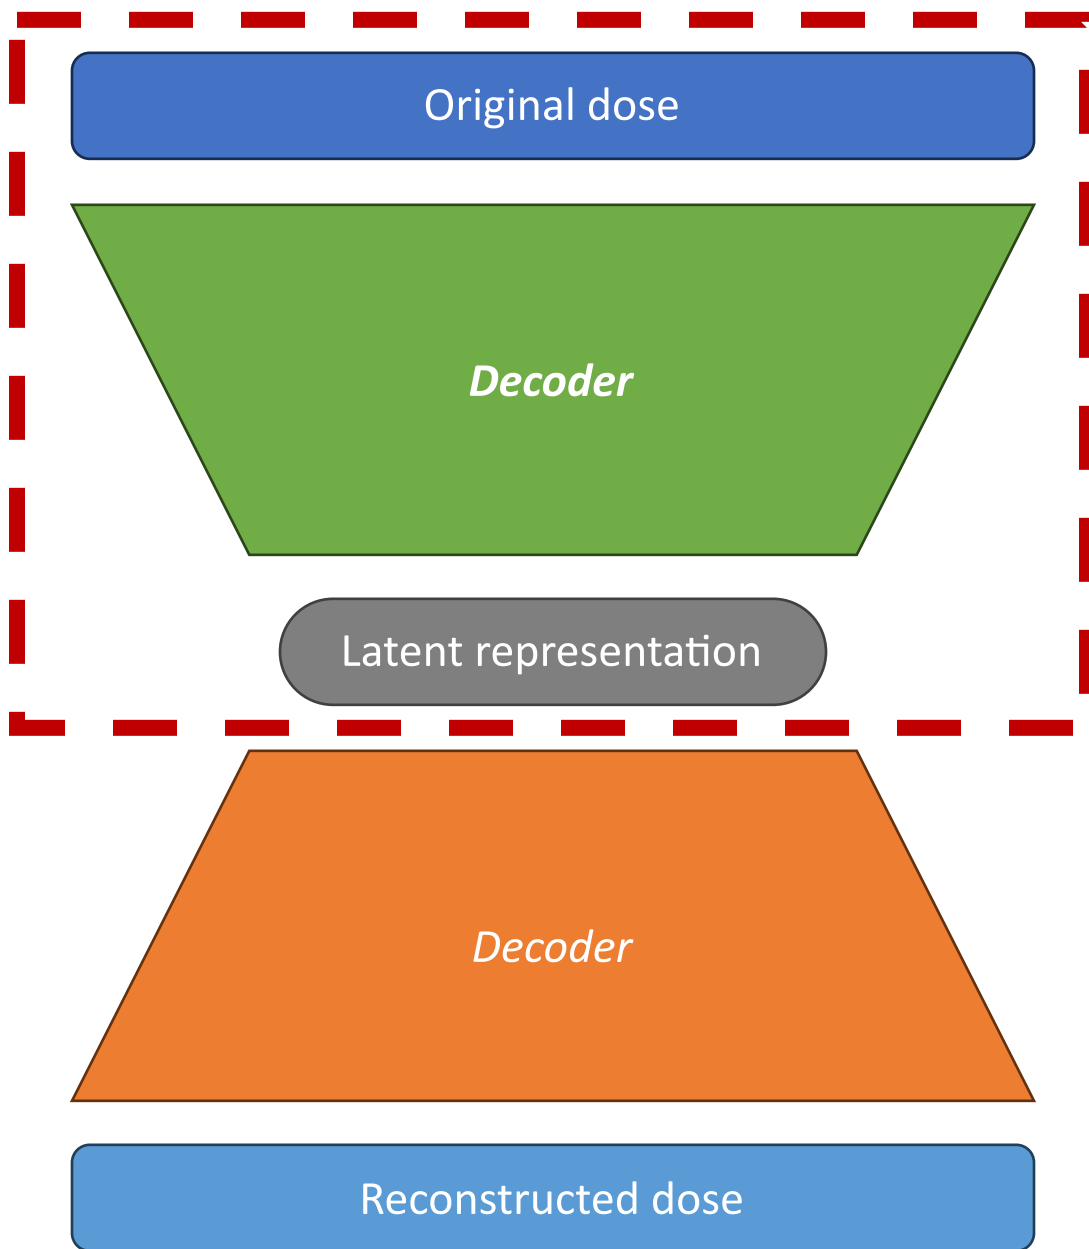 Original dose
Decoder
Latent representation
Decoder
Reconstructed dose